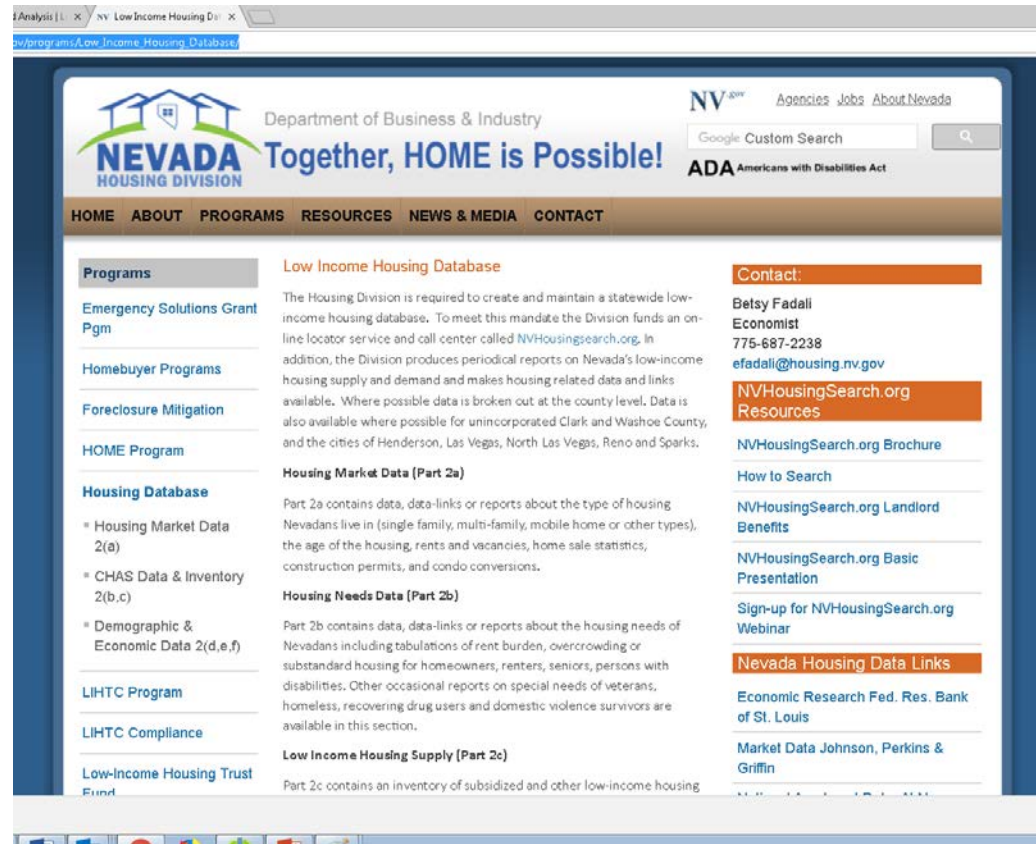 d Analysis | L
NV Low Income Housing Dat
ov/programs/Low_Income_Housing_Database/
NEVADA
HOUSING DIVISION
Department of Business & Industry
Together, HOME is Possible!
NV.gov
Agencies Jobs About Nevada
Google Custom Search
ADA Americans with Disabilities Act
HOME ABOUT PROGRAMS RESOURCES NEWS & MEDIA CONTACT
Programs
Emergency Solutions Grant
Pgm
Homebuyer Programs
Foreclosure Mitigation
HOME Program
Housing Database
Housing Market Data
2(a)
CHAS Data & Inventory
2(b,c)
Demographic &
Economic Data 2(d,e,f)
LIHTC Program
LIHTC Compliance
Low-Income Housing Trust
Fund
Low Income Housing Database
The Housing Division is required to create and maintain a statewide low-
income housing database. To meet this mandate the Division funds an on-
line locator service and call center called NVHousingsearch.org. In
addition, the Division produces periodical reports on Nevada's low-income
housing supply and demand and makes housing related data and links
available. Where possible data is broken out at the county level. Data is
also available where possible for unincorporated Clark and Washoe County,
and the cities of Henderson, Las Vegas, North Las Vegas, Reno and Sparks.
Housing Market Data (Part 2a)
Part 2a contains data, data-links or reports about the type of housing
Nevadans live in (single family, multi-family, mobile home or other types),
the age of the housing, rents and vacancies, home sale statistics,
construction permits, and condo conversions.
Housing Needs Data (Part 2b)
Part 2b contains data, data-links or reports about the housing needs of
Nevadans including tabulations of rent burden, overcrowding or
substandard housing for homeowners, renters, seniors, persons with
disabilities. Other occasional reports on special needs of veterans,
homeless, recovering drug users and domestic violence survivors are
available in this section.
Low Income Housing Supply (Part 2c)
Part 2c contains an inventory of subsidized and other low-income housing
Contact:
Betsy Fadali
Economist
775-687-2238
efadali@housing.nv.gov
NVHousingSearch.org
Resources
NVHousingSearch.org Brochure
How to Search
NVHousingSearch.org Landlord
Benefits
NVHousingSearch.org Basic
Presentation
Sign-up for NVHousingSearch.org
Webinar
Nevada Housing Data Links
Economic Research Fed. Res. Bank
of St. Louis
Market Data Johnson, Perkins &
Griffin